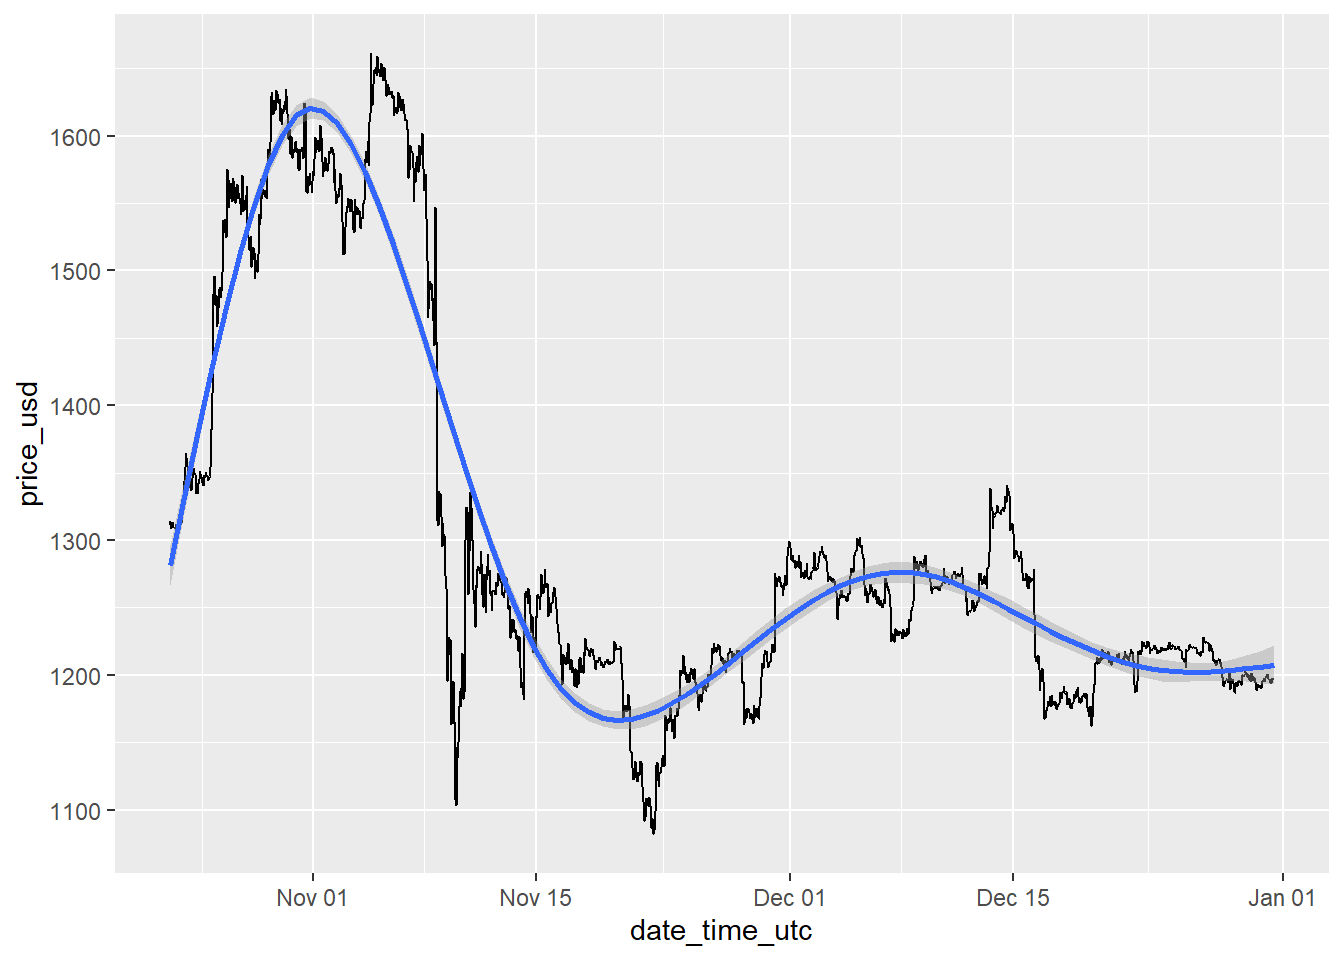 1600
1500
1400
1300
1200
1100
price_usd
Nov 01
Nov 15
Dec 01
Dec 15
Jan 01
date_time_utc